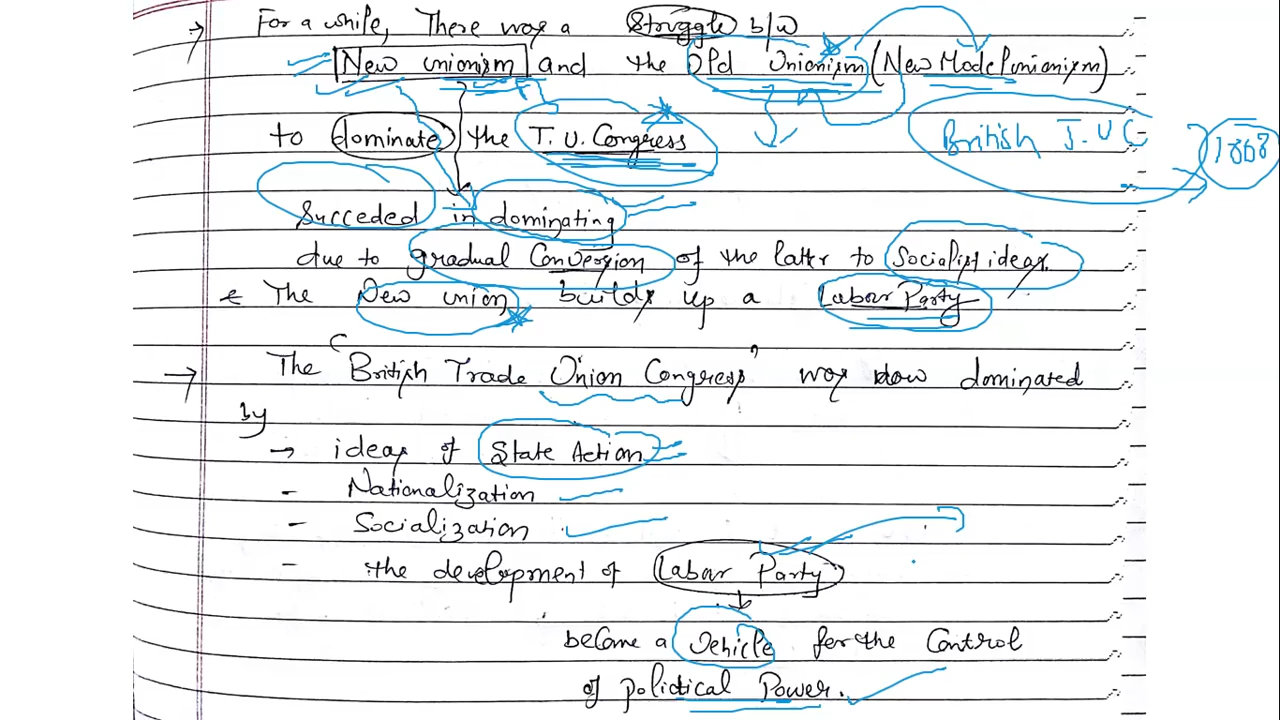 → For a while, There was a Struggle b/w
New unionism and the Old Unionism (New Model unionism)
to dominate the T. U. Congress
British T.U.C
1868
Succeded in dominating
due to gradual Conversion of the latter to Socialist ideas.
& The New union builds up a Labor Party
→ The "British Trade Union Congress" was now dominated
by
→ ideas of State Action
- Nationalization
- Socialization
- the development of Labor Party
↓
become a Vehicle for the Control
of political Power.